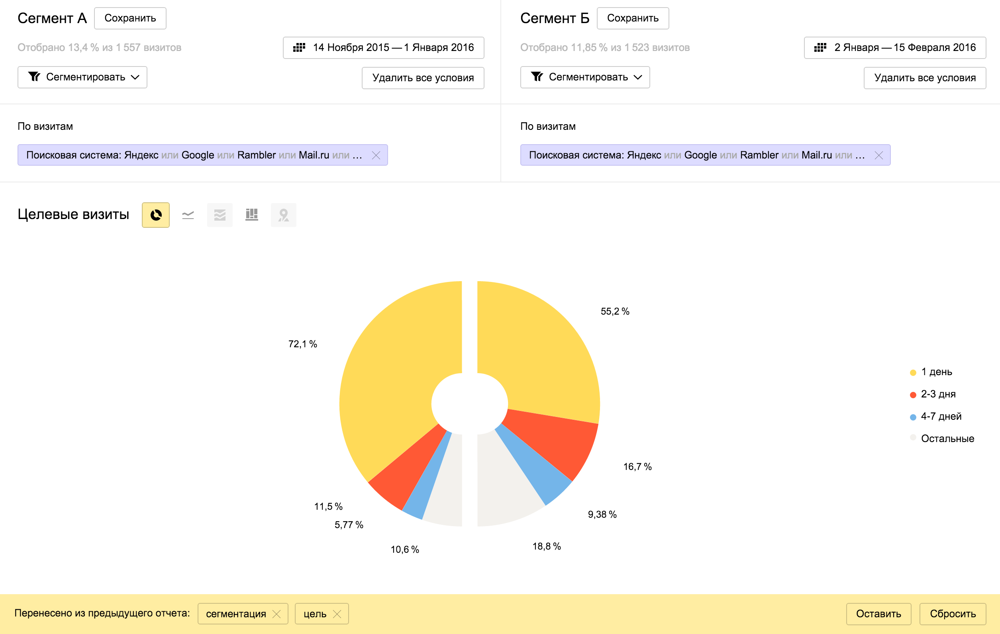 Сегмент А
Сохранить
Отобрано 13,4 % из 1 557 визитов
14 Ноября 2015 — 1 Января 2016
Сегментировать
Удалить все условия
По визитам
Поисковая система: Яндекс или Google или Rambler или Mail.ru или ...
Сегмент Б
Сохранить
Отобрано 11,85 % из 1 523 визитов
2 Января — 15 Февраля 2016
Сегментировать
Удалить все условия
По визитам
Поисковая система: Яндекс или Google или Rambler или Mail.ru или ...
Целевые визиты
72,1 %
11,5 %
5,77 %
10,6 %
55,2 %
16,7 %
9,38 %
18,8 %
1 день
2-3 дня
4-7 дней
Остальные
Перенесено из предыдущего отчета:
сегментация
цель
Оставить
Сбросить